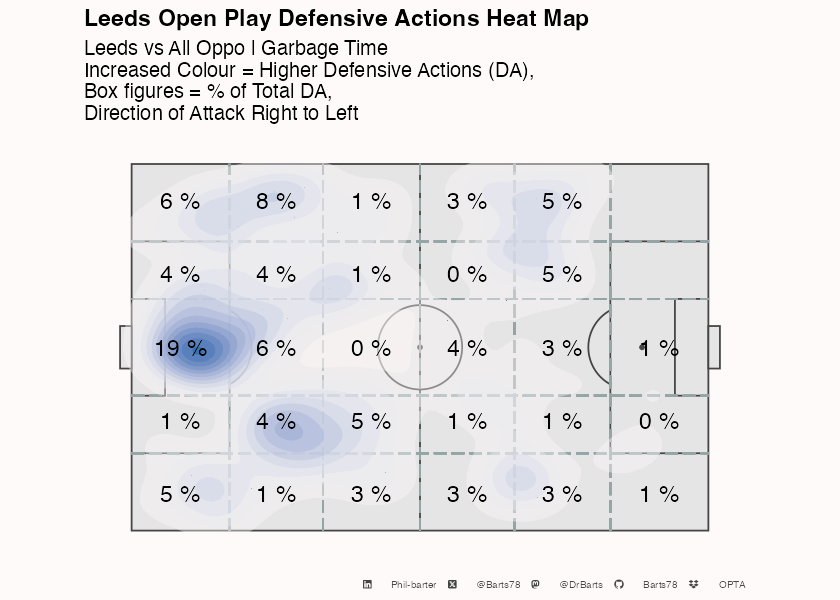 Leeds Open Play Defensive Actions Heat Map
Leeds vs All Oppo | Garbage Time
Increased Colour = Higher Defensive Actions (DA),
Box figures = % of Total DA,
Direction of Attack Right to Left
6 % 8 % 1 % 3 % 5 %
4 % 4 % 1 % 0 % 5 %
19 % 6 % 0 % 4 % 3 % 1 %
1 % 4 % 5 % 1 % 1 % 0 %
5 % 1 % 3 % 3 % 3 % 1 %
Phil-barter @Barts78 @DrBarts Barts78 OPTA